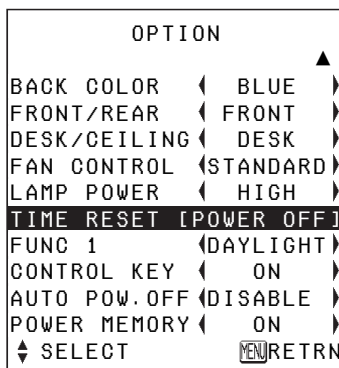 OPTION
▲
BACK COLOR ◀ BLUE ▶
FRONT/REAR ◀ FRONT ▶
DESK/CEILING ◀ DESK ▶
FAN CONTROL ◀STANDARD▶
LAMP POWER ◀ HIGH ▶
TIME RESET [POWER OFF]
FUNC 1 ◀DAYLIGHT▶
CONTROL KEY ◀ ON ▶
AUTO POW.OFF ◀DISABLE ▶
POWER MEMORY ◀ ON ▶
▲▼ SELECT MENU RETRN